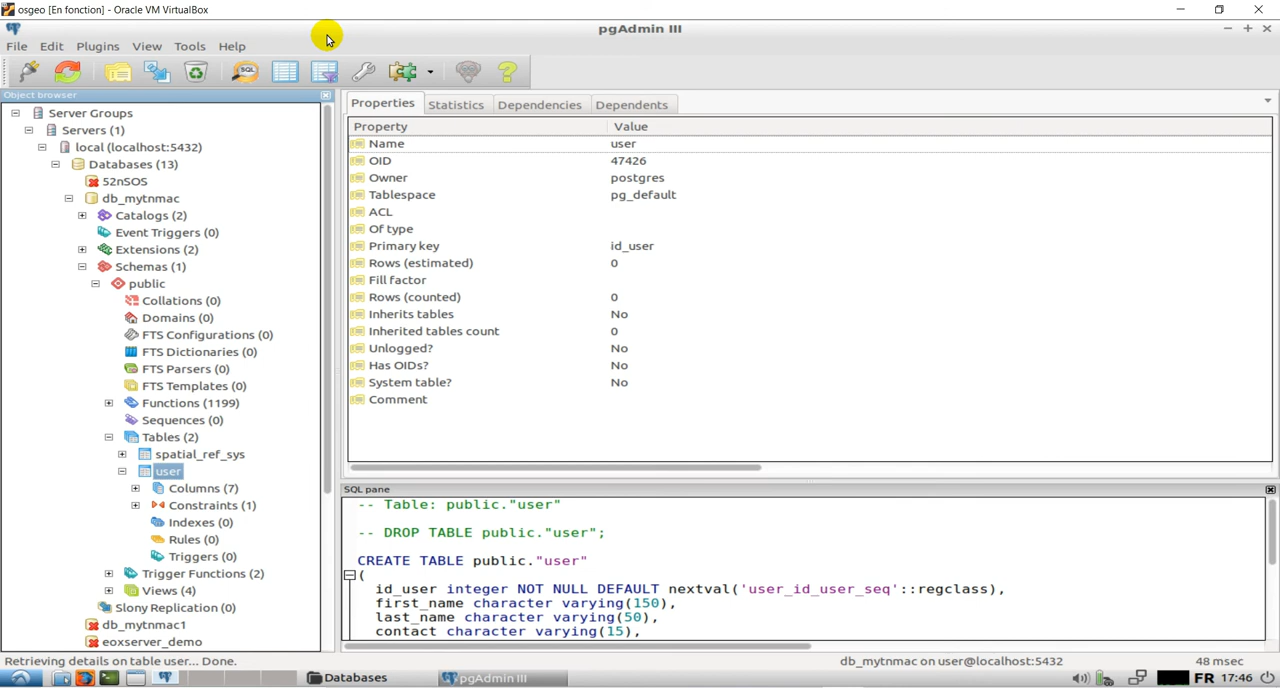 osgeo [En fonction] - Oracle VM VirtualBox
pgAdmin III
File Edit Plugins View Tools Help
SQL
Object browser
Server Groups
Servers (1)
local (localhost:5432)
Databases (13)
52nSOS
db_mytnmac
Catalogs (2)
Event Triggers (0)
Extensions (2)
Schemas (1)
public
Collations (0)
Domains (0)
FTS Configurations (0)
FTS Dictionaries (0)
FTS Parsers (0)
FTS Templates (0)
Functions (1199)
Sequences (0)
Tables (2)
spatial_ref_sys
user
Columns (7)
Constraints (1)
Indexes (0)
Rules (0)
Triggers (0)
Trigger Functions (2)
Views (4)
Slony Replication (0)
db_mytnmac1
eoxserver_demo
Properties Statistics Dependencies Dependents
Property Value
Name user
OID 47426
Owner postgres
Tablespace pg_default
ACL
Of type
Primary key id_user
Rows (estimated) 0
Fill factor
Rows (counted) 0
Inherits tables No
Inherited tables count 0
Unlogged? No
Has OIDs? No
System table? No
Comment
SQL pane
-- Table: public."user"
-- DROP TABLE public."user";
CREATE TABLE public."user"
(
id_user integer NOT NULL DEFAULT nextval('user_id_user_seq'::regclass),
first_name character varying(150),
last_name character varying(50),
contact character varying(15),
Retrieving details on table user... Done. db_mytnmac on user@localhost:5432 48 msec
Databases pgAdmin III FR 17:46